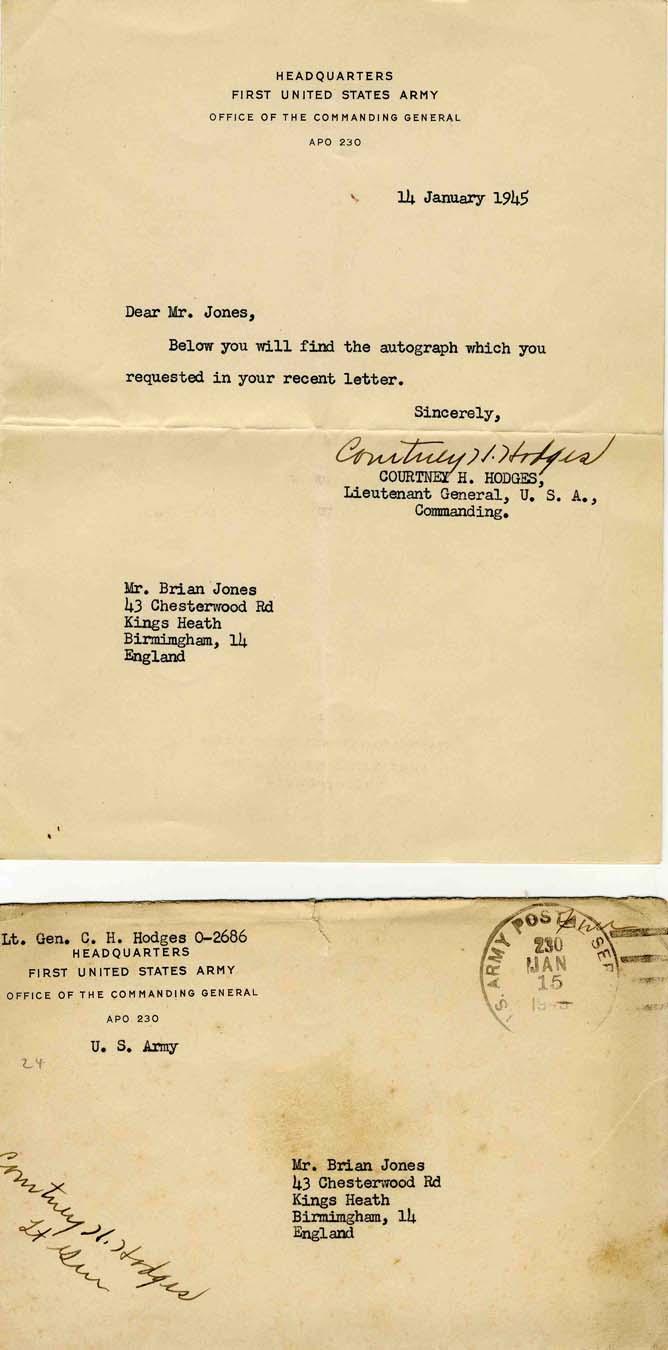 HEADQUARTERS
FIRST UNITED STATES ARMY
OFFICE OF THE COMMANDING GENERAL
APO 230
14 January 1945
Dear Mr. Jones,
Below you will find the autograph which you
requested in your recent letter.
Sincerely,
Courtney H. Hodges
COURTNEY H. HODGES,
Lieutenant General, U. S. A.,
Commanding.
Mr. Brian Jones
43 Chesterwood Rd
Kings Heath
Birmimgham, 14
England
Lt. Gen. C. H. Hodges O-2686
HEADQUARTERS
FIRST UNITED STATES ARMY
OFFICE OF THE COMMANDING GENERAL
APO 230
U. S. Army
24
U.S. ARMY POSTAL SER
230
JAN
15
Courtney H. Hodges
Lt Gen
Mr. Brian Jones
43 Chesterwood Rd
Kings Heath
Birmimgham, 14
England